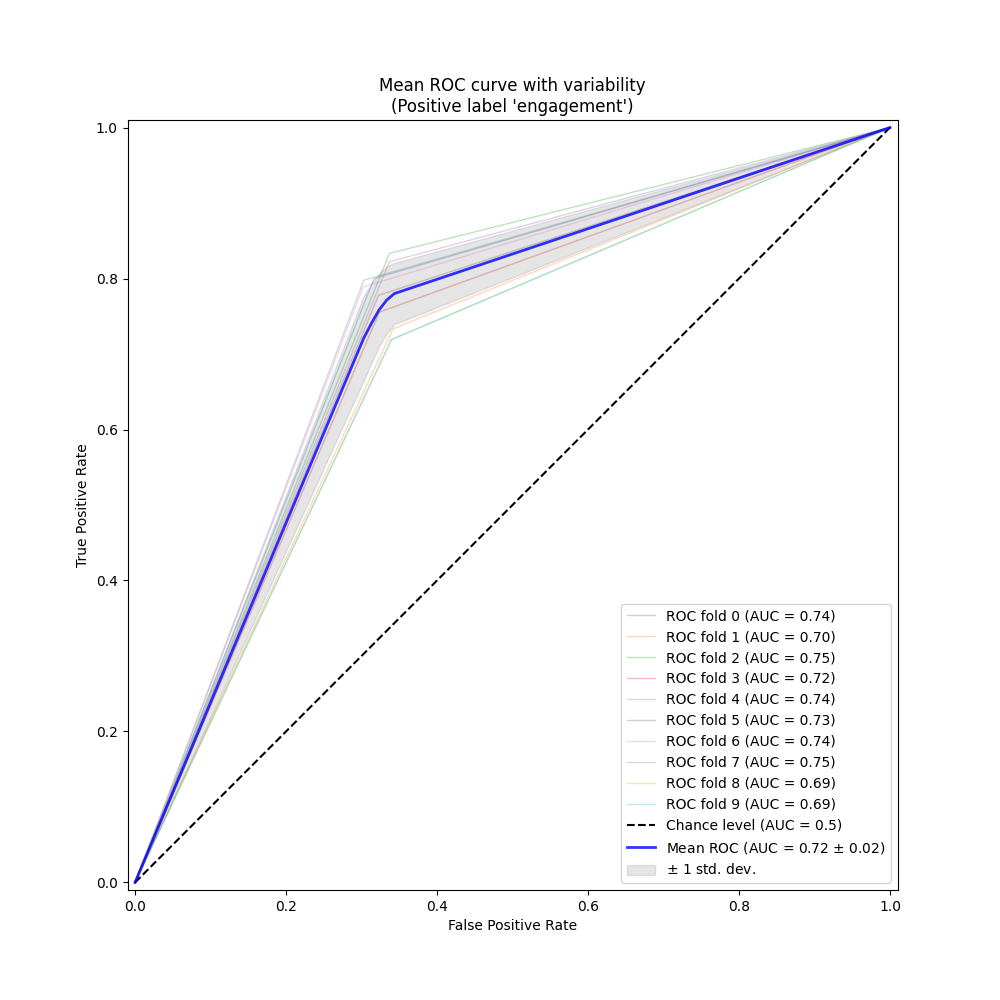 Mean ROC curve with variability
(Positive label 'engagement')
True Positive Rate
1.0
0.8
0.6
0.4
0.2
0.0
0.0 0.2 0.4 0.6 0.8 1.0
False Positive Rate
ROC fold 0 (AUC = 0.74)
ROC fold 1 (AUC = 0.70)
ROC fold 2 (AUC = 0.75)
ROC fold 3 (AUC = 0.72)
ROC fold 4 (AUC = 0.74)
ROC fold 5 (AUC = 0.73)
ROC fold 6 (AUC = 0.74)
ROC fold 7 (AUC = 0.75)
ROC fold 8 (AUC = 0.69)
ROC fold 9 (AUC = 0.69)
Chance level (AUC = 0.5)
Mean ROC (AUC = 0.72 ± 0.02)
± 1 std. dev.